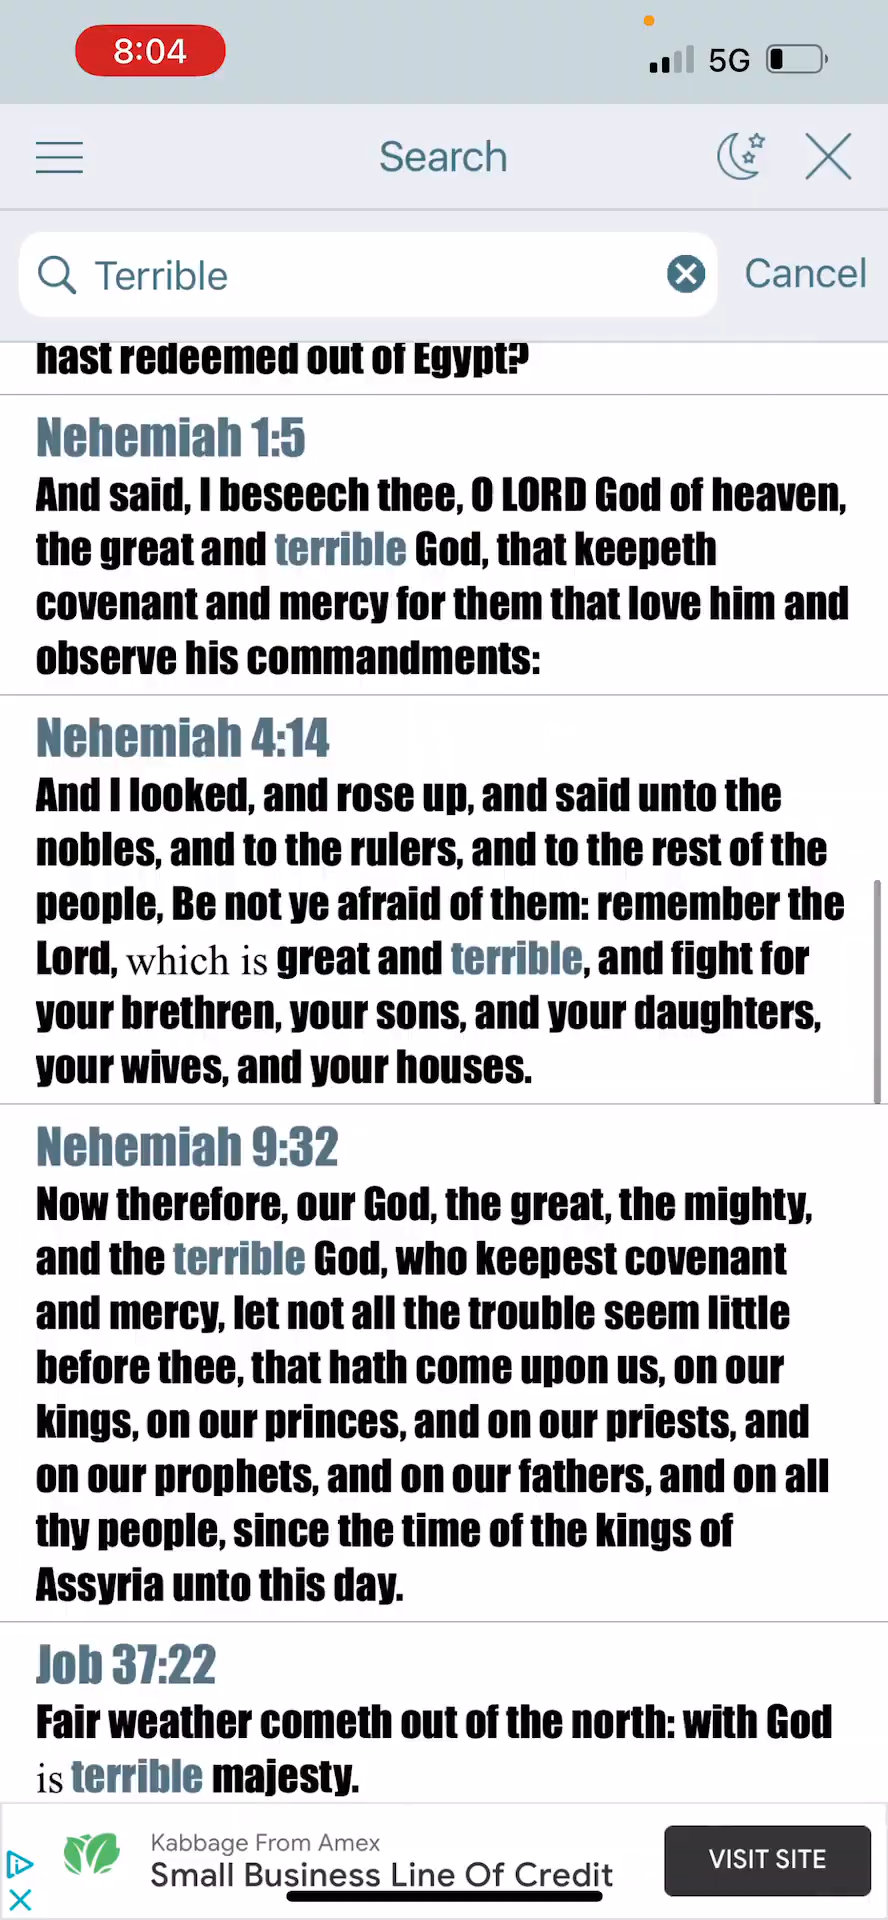 8:04
5G
Search
Terrible
Cancel
hast redeemed out of Egypt?
Nehemiah 1:5
And said, I beseech thee, O LORD God of heaven,
the great and terrible God, that keepeth
covenant and mercy for them that love him and
observe his commandments:
Nehemiah 4:14
And I looked, and rose up, and said unto the
nobles, and to the rulers, and to the rest of the
people, Be not ye afraid of them: remember the
Lord, which is great and terrible, and fight for
your brethren, your sons, and your daughters,
your wives, and your houses.
Nehemiah 9:32
Now therefore, our God, the great, the mighty,
and the terrible God, who keepest covenant
and mercy, let not all the trouble seem little
before thee, that hath come upon us, on our
kings, on our princes, and on our priests, and
on our prophets, and on our fathers, and on all
thy people, since the time of the kings of
Assyria unto this day.
Job 37:22
Fair weather cometh out of the north: with God
is terrible majesty.
Kabbage From Amex
Small Business Line Of Credit
VISIT SITE